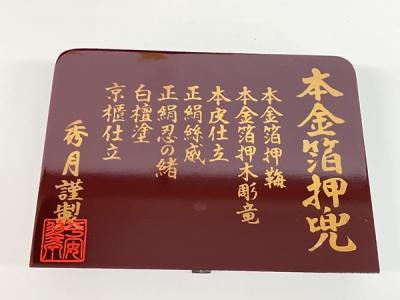 本金箔押兜
本金箔押鞠
本金箔押木彫竜
本皮仕立
正絹絲威
正絹忍の緒
白檀塗
京櫃仕立
秀月謹製